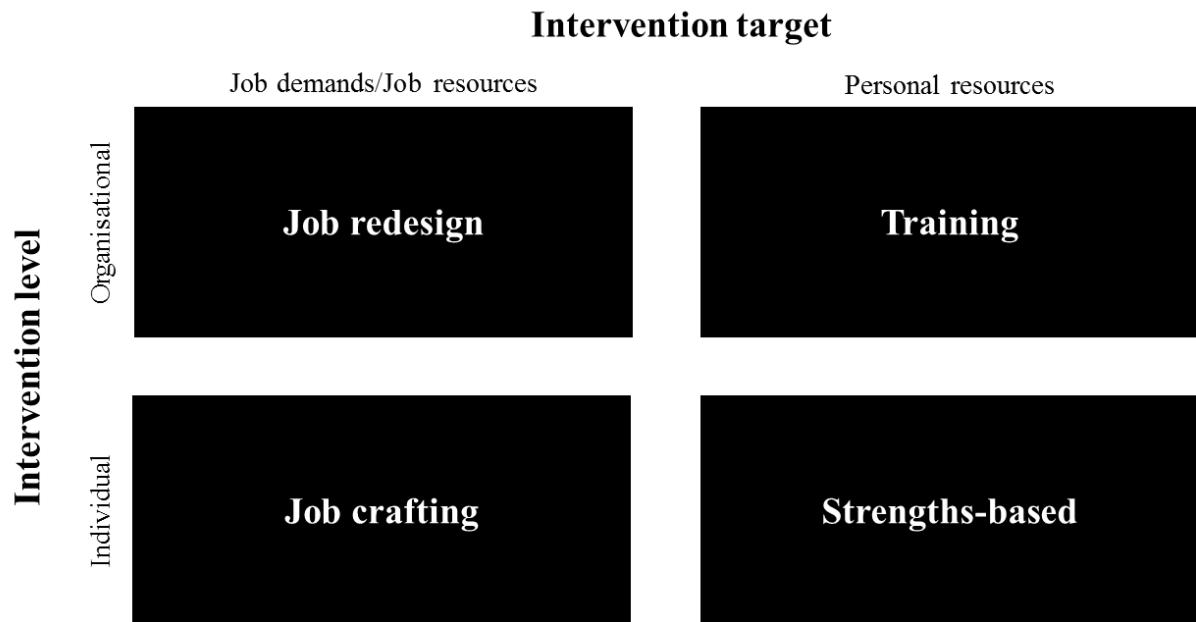 Intervention target
Job demands/Job resources
Personal resources
Intervention level
Organisational
Job redesign
Training
Individual
Job crafting
Strengths-based